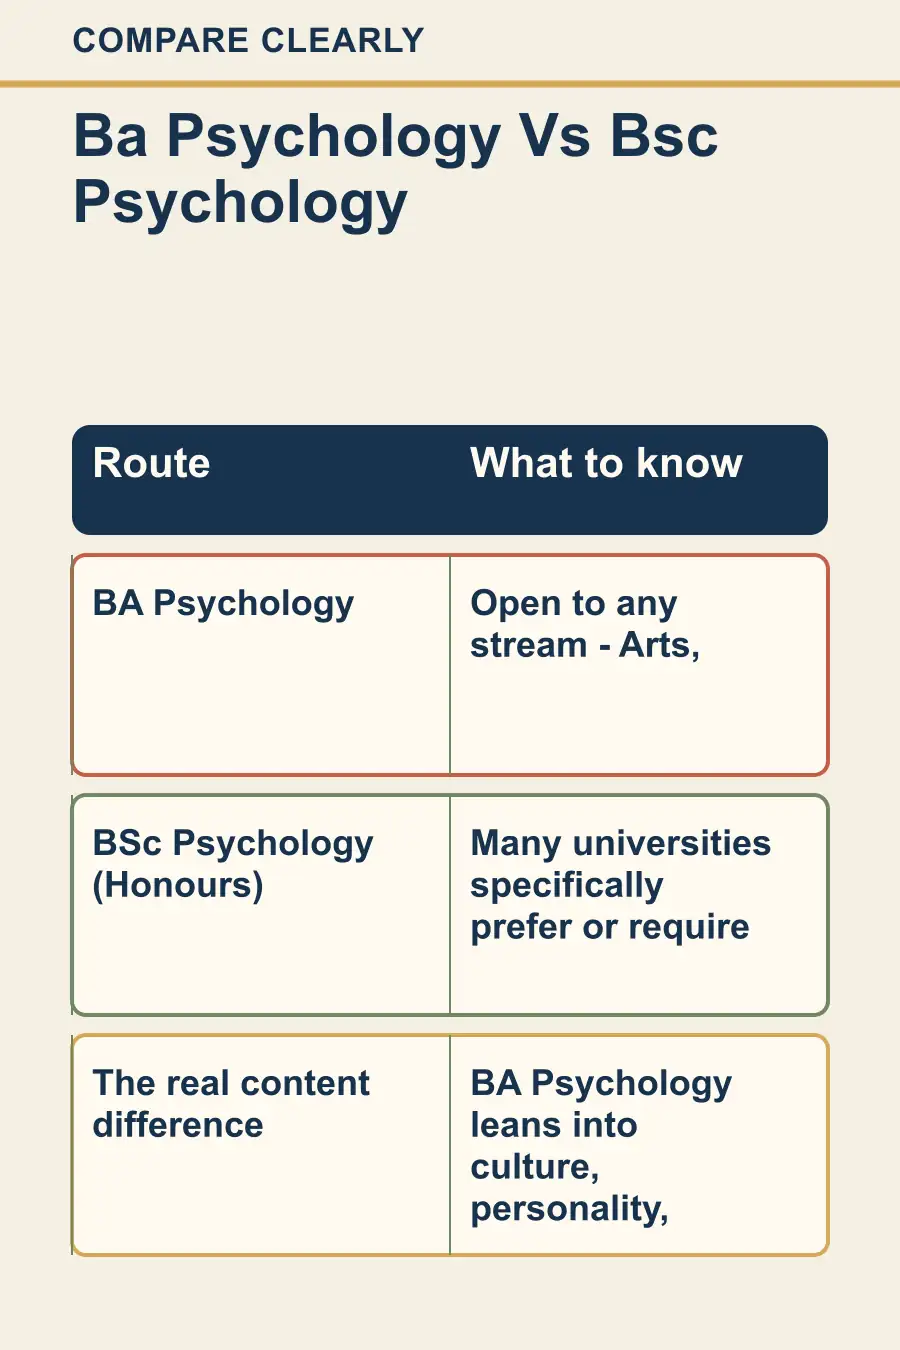 COMPARE CLEARLY
Ba Psychology Vs Bsc
Psychology
Route
What to know
BA Psychology
Open to any
stream - Arts,
BSc Psychology
(Honours)
Many universities
specifically
prefer or require
The real content
difference
BA Psychology
leans into
culture,
personality,